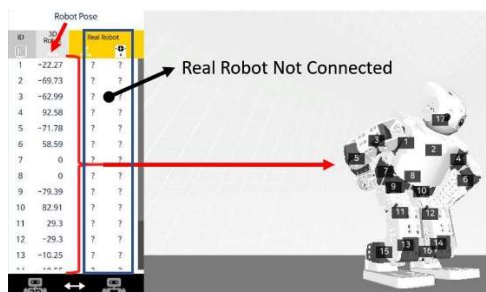 Robot Pose
ID 3D Robot Real Robot
1 -22.27 ? ?
2 -69.73 ? ?
3 -62.99 ? ?
4 92.58 ? ?
5 -71.78 ? ?
6 58.59 ? ?
7 0 ? ?
8 0 ? ?
9 -79.39 ? ?
10 82.91 ? ?
11 29.3 ? ?
12 -29.3 ? ?
13 -10.25 ? ?
Real Robot Not Connected
17
3 1 2
5 4
7 8 6
9 10
11 12
15 13 16 14
3D